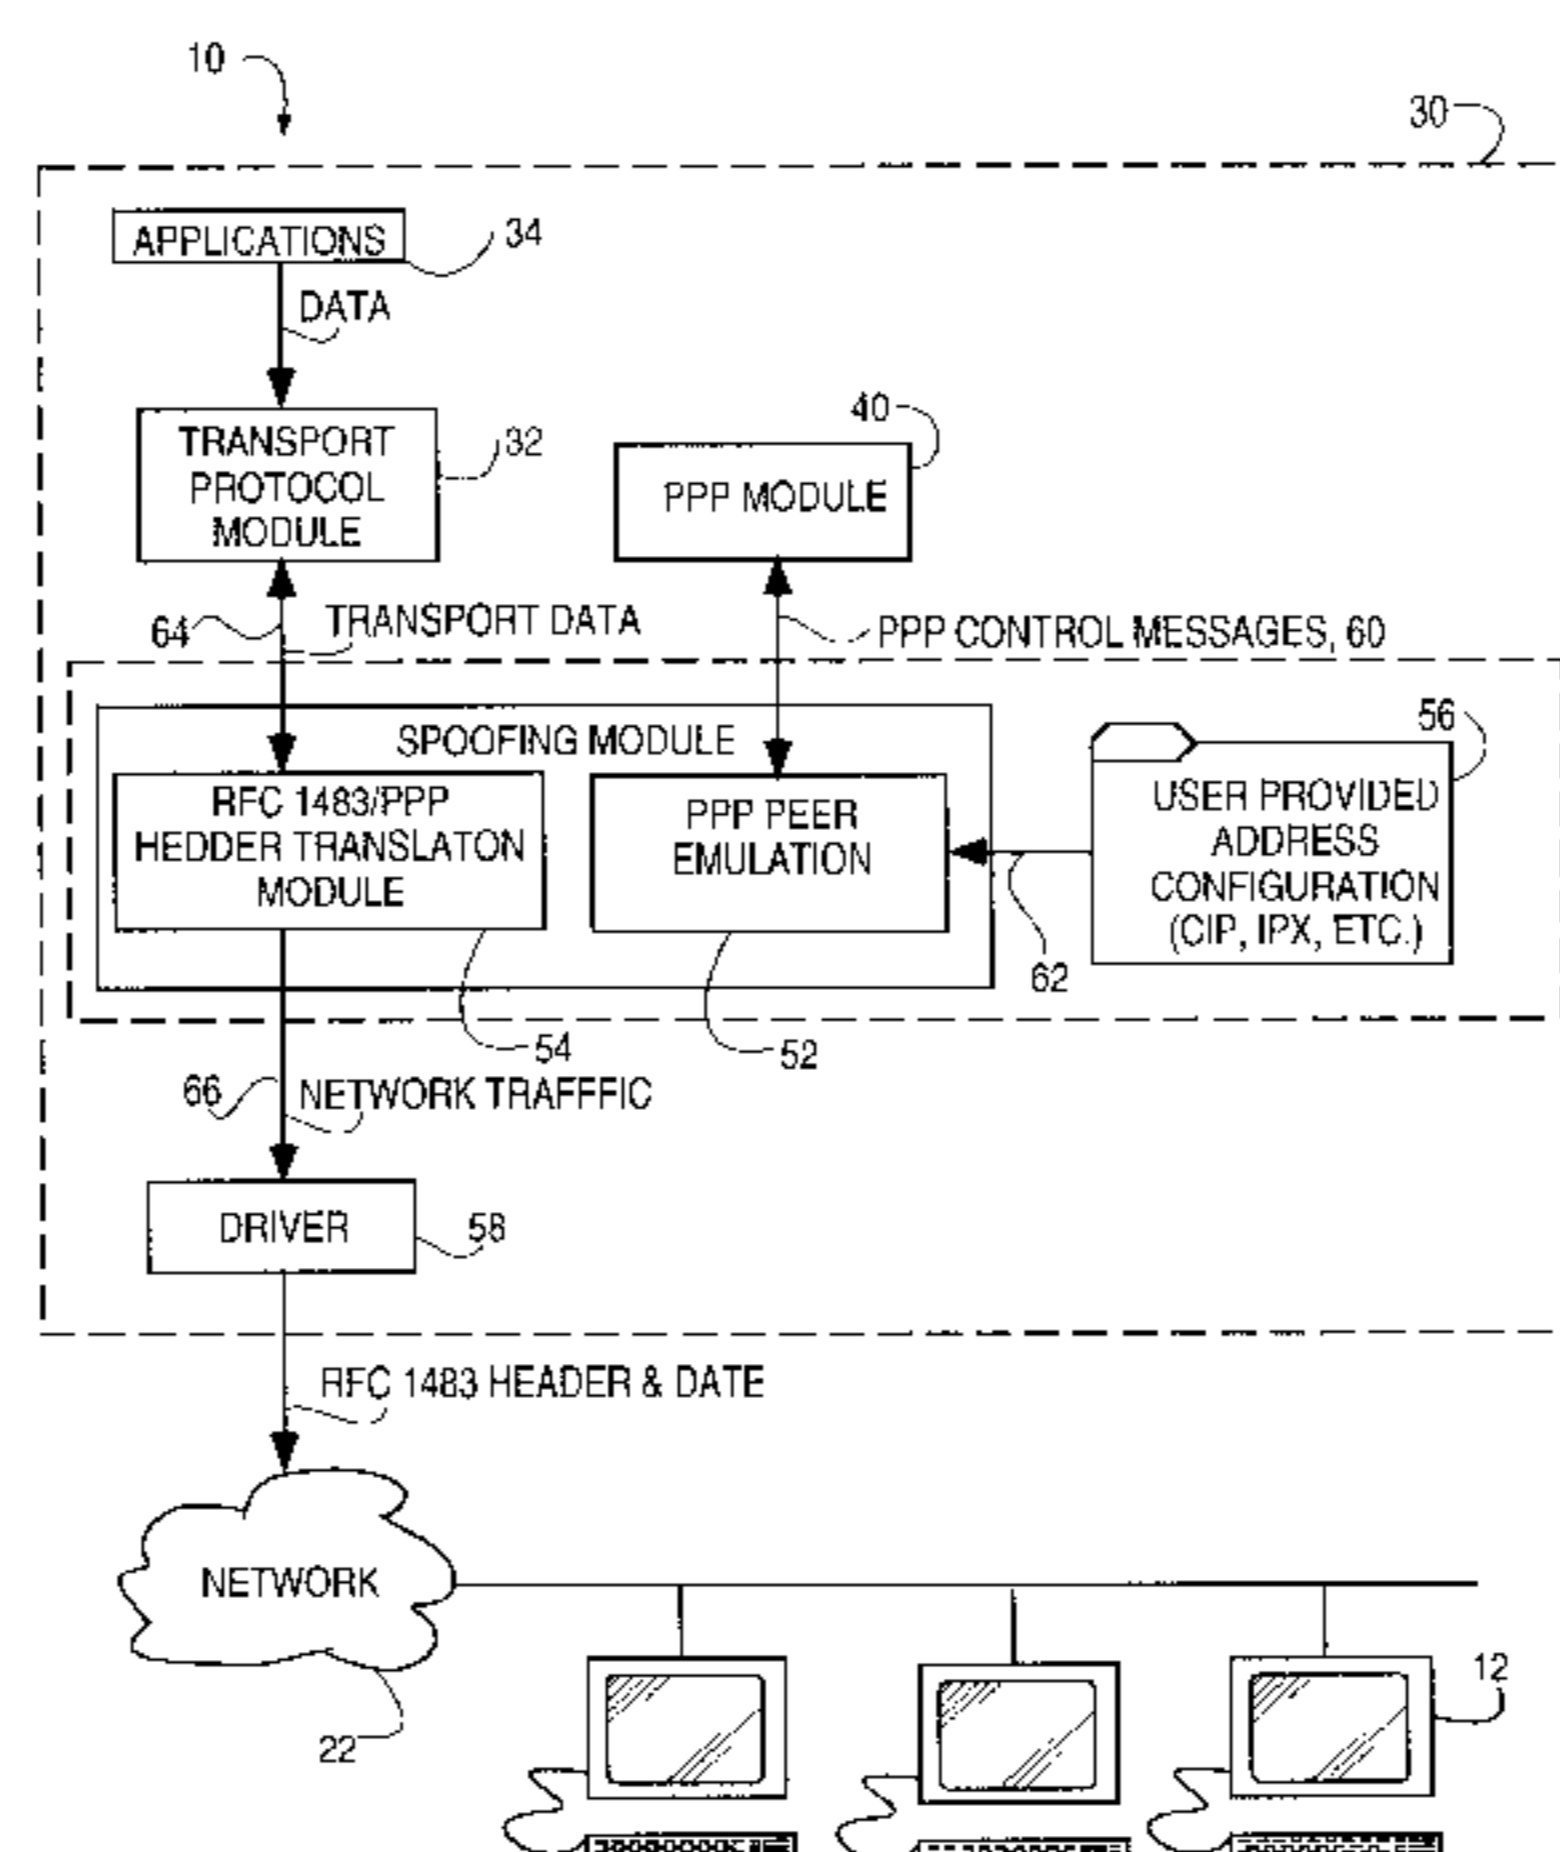 10
30
APPLICATIONS
34
DATA
TRANSPORT
PROTOCOL
MODULE
32
40
PPP MODULE
64
TRANSPORT DATA
PPP CONTROL MESSAGES, 60
SPOOFING MODULE
56
RFC 1483/PPP
HEDDER TRANSLATON
MODULE
PPP PEER
EMULATION
USER PROVIDED
ADDRESS
CONFIGURATION
(CIP, IPX, ETC.)
62
54
52
66
NETWORK TRAFFFIC
DRIVER
58
RFC 1483 HEADER & DATE
NETWORK
12
22